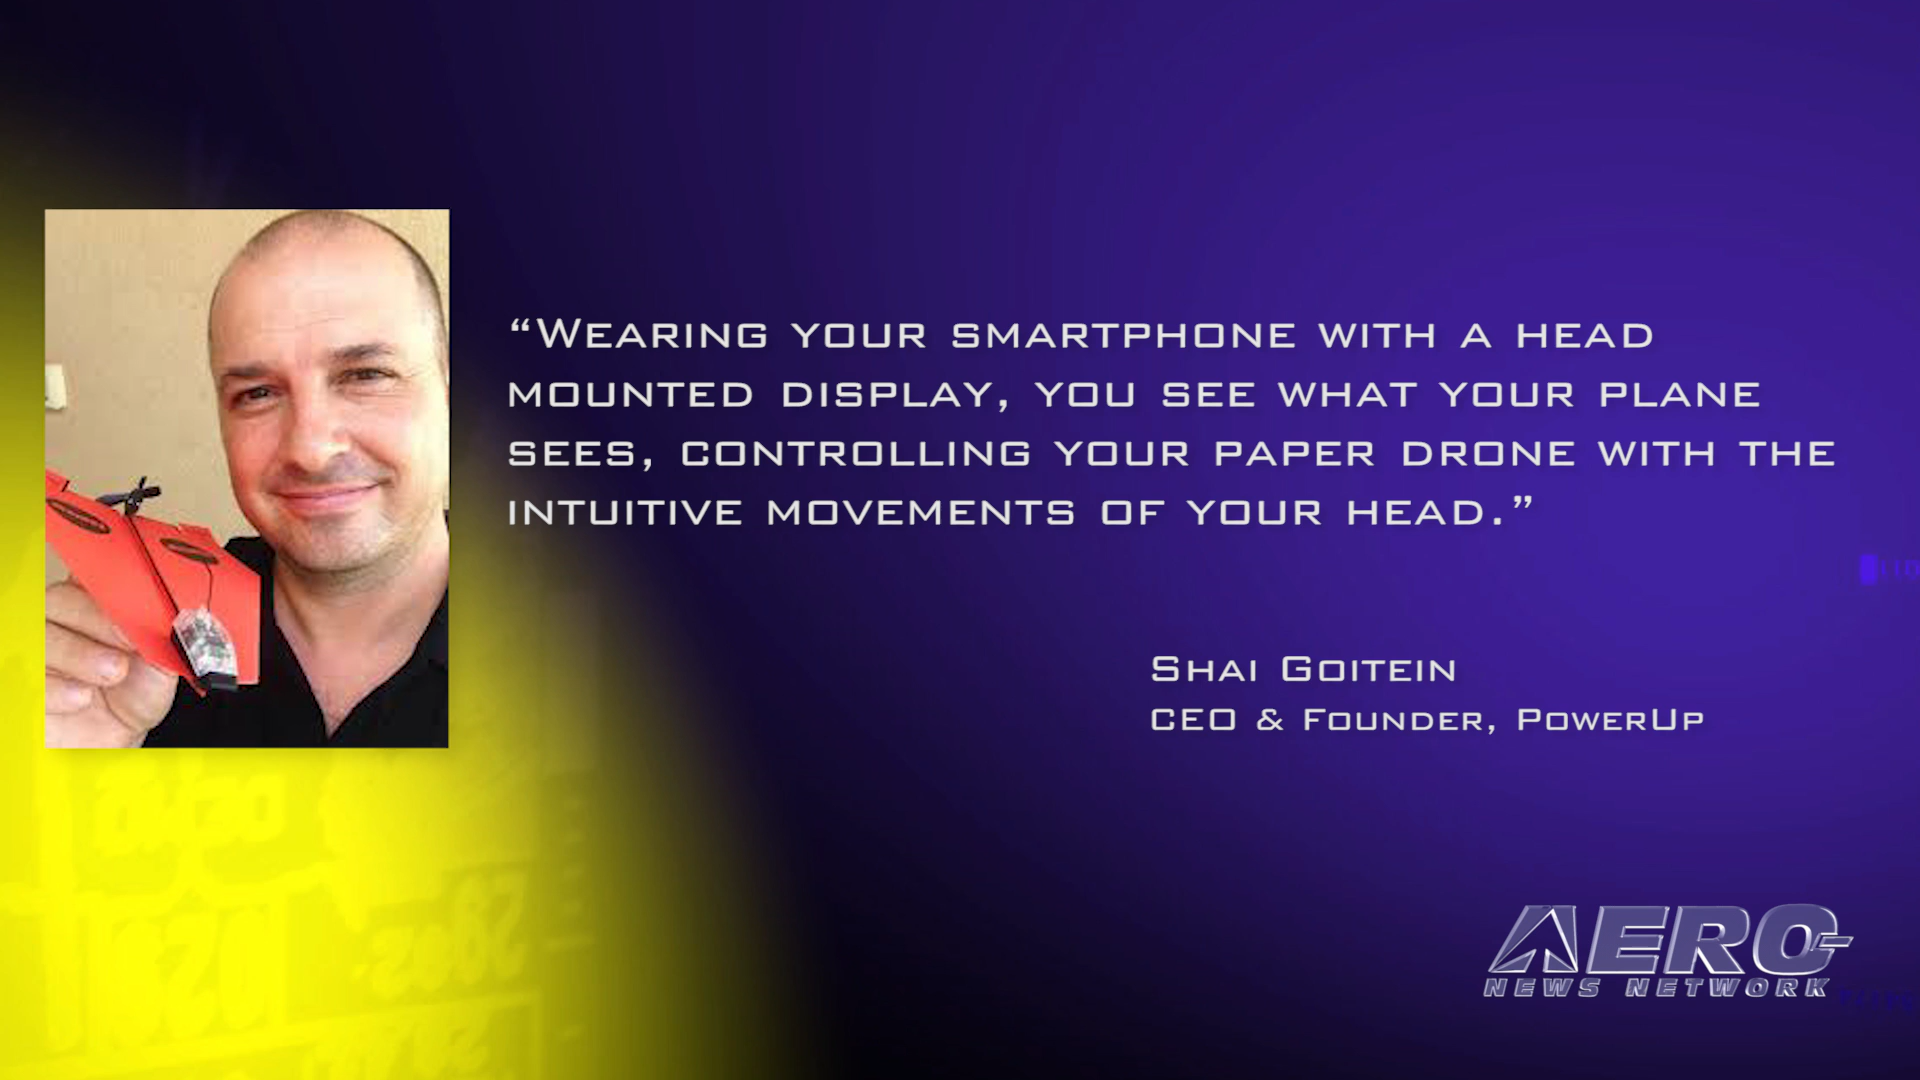 “Wearing your smartphone with a head
mounted display, you see what your plane
sees, controlling your paper drone with the
intuitive movements of your head.”
Shai Goitein
CEO & Founder, PowerUp
AERO
NEWS NETWORK